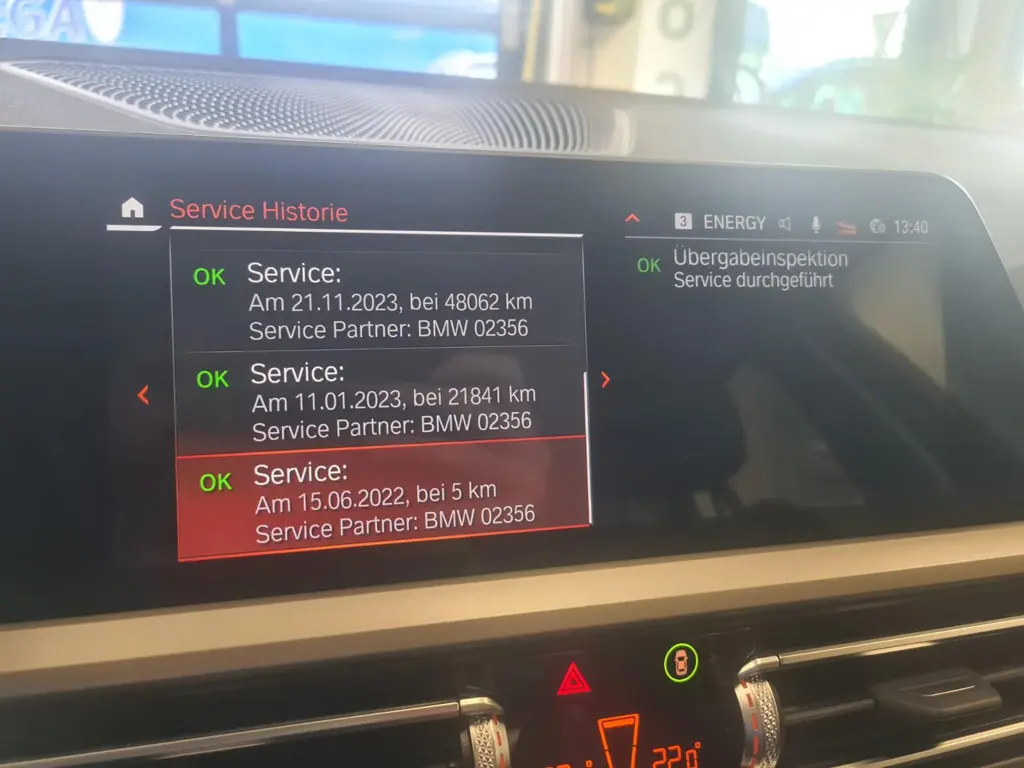 Service Historie
3 ENERGY 13:40
OK Service:
Am 21.11.2023, bei 48062 km
Service Partner: BMW 02356
OK Service:
Am 11.01.2023, bei 21841 km
Service Partner: BMW 02356
OK Service:
Am 15.06.2022, bei 5 km
Service Partner: BMW 02356
OK Übergabeinspektion
Service durchgeführt
22.0°